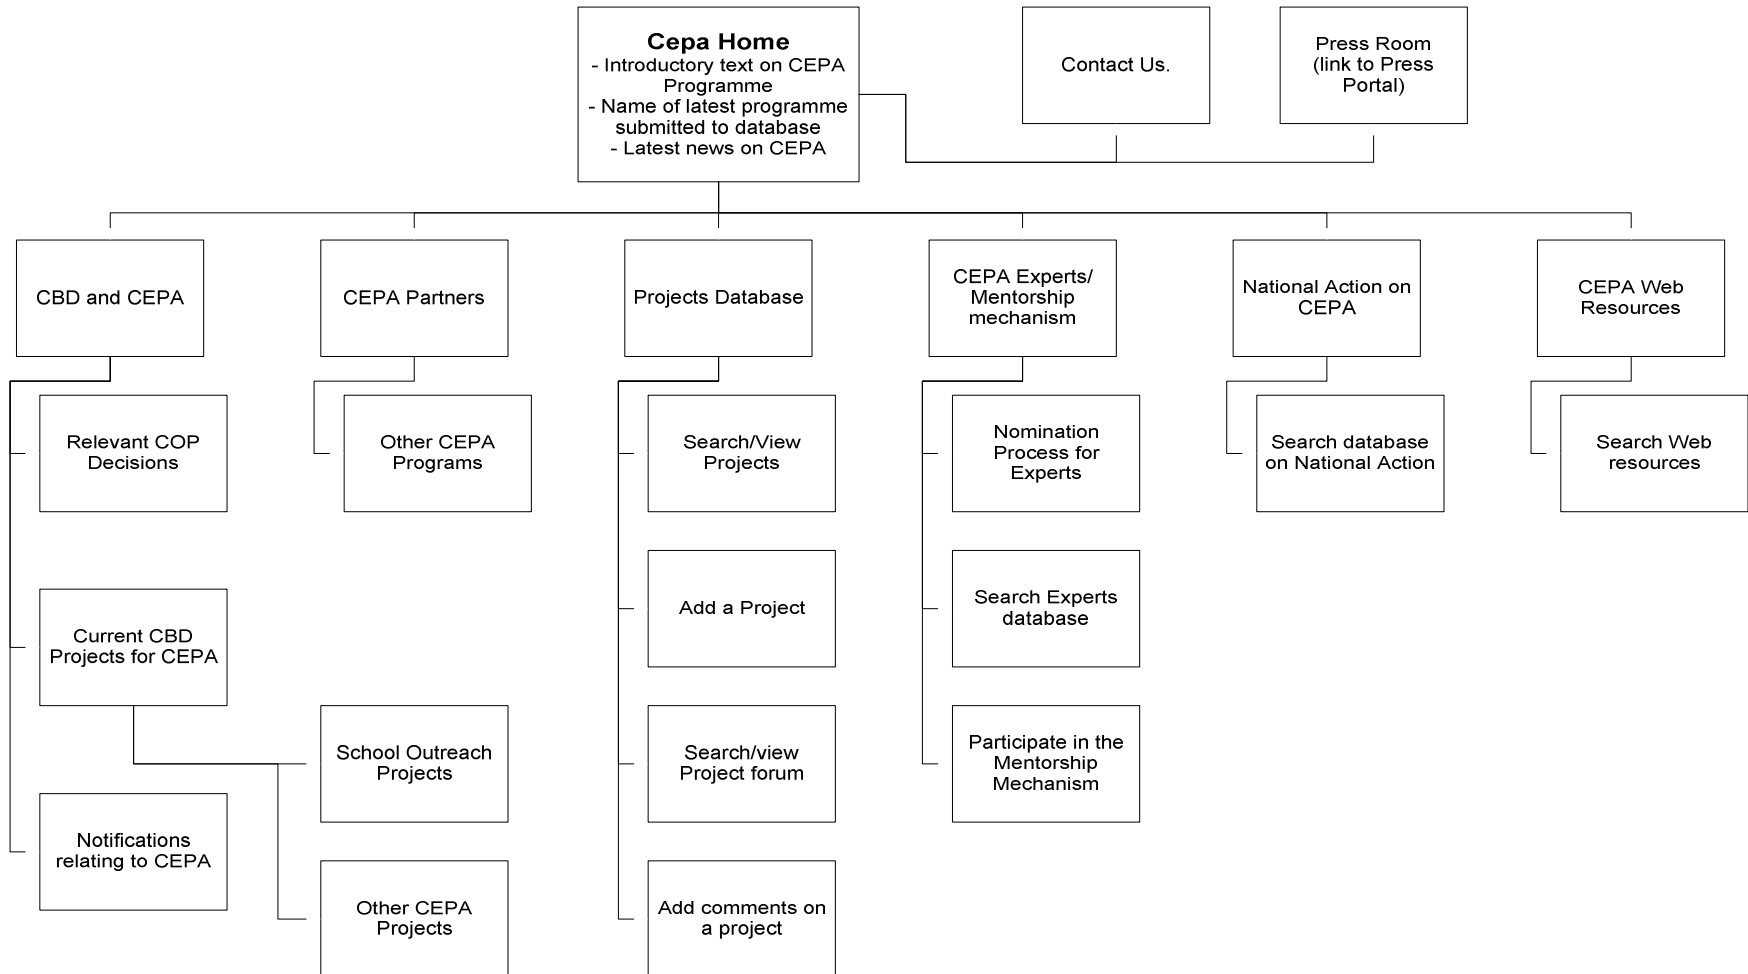 Cepa Home
- Introductory text on CEPA
Programme
- Name of latest programme
submitted to database
- Latest news on CEPA
Contact Us.
Press Room
(link to Press
Portal)
CBD and CEPA
CEPA Partners
Projects Database
CEPA Experts/
Mentorship
mechanism
National Action on
CEPA
CEPA Web
Resources
Relevant COP
Decisions
Other CEPA
Programs
Search/View
Projects
Nomination
Process for
Experts
Search database
on National Action
Search Web
resources
Add a Project
Search Experts
database
Current CBD
Projects for CEPA
School Outreach
Projects
Search/view
Project forum
Participate in the
Mentorship
Mechanism
Notifications
relating to CEPA
Other CEPA
Projects
Add comments on
a project